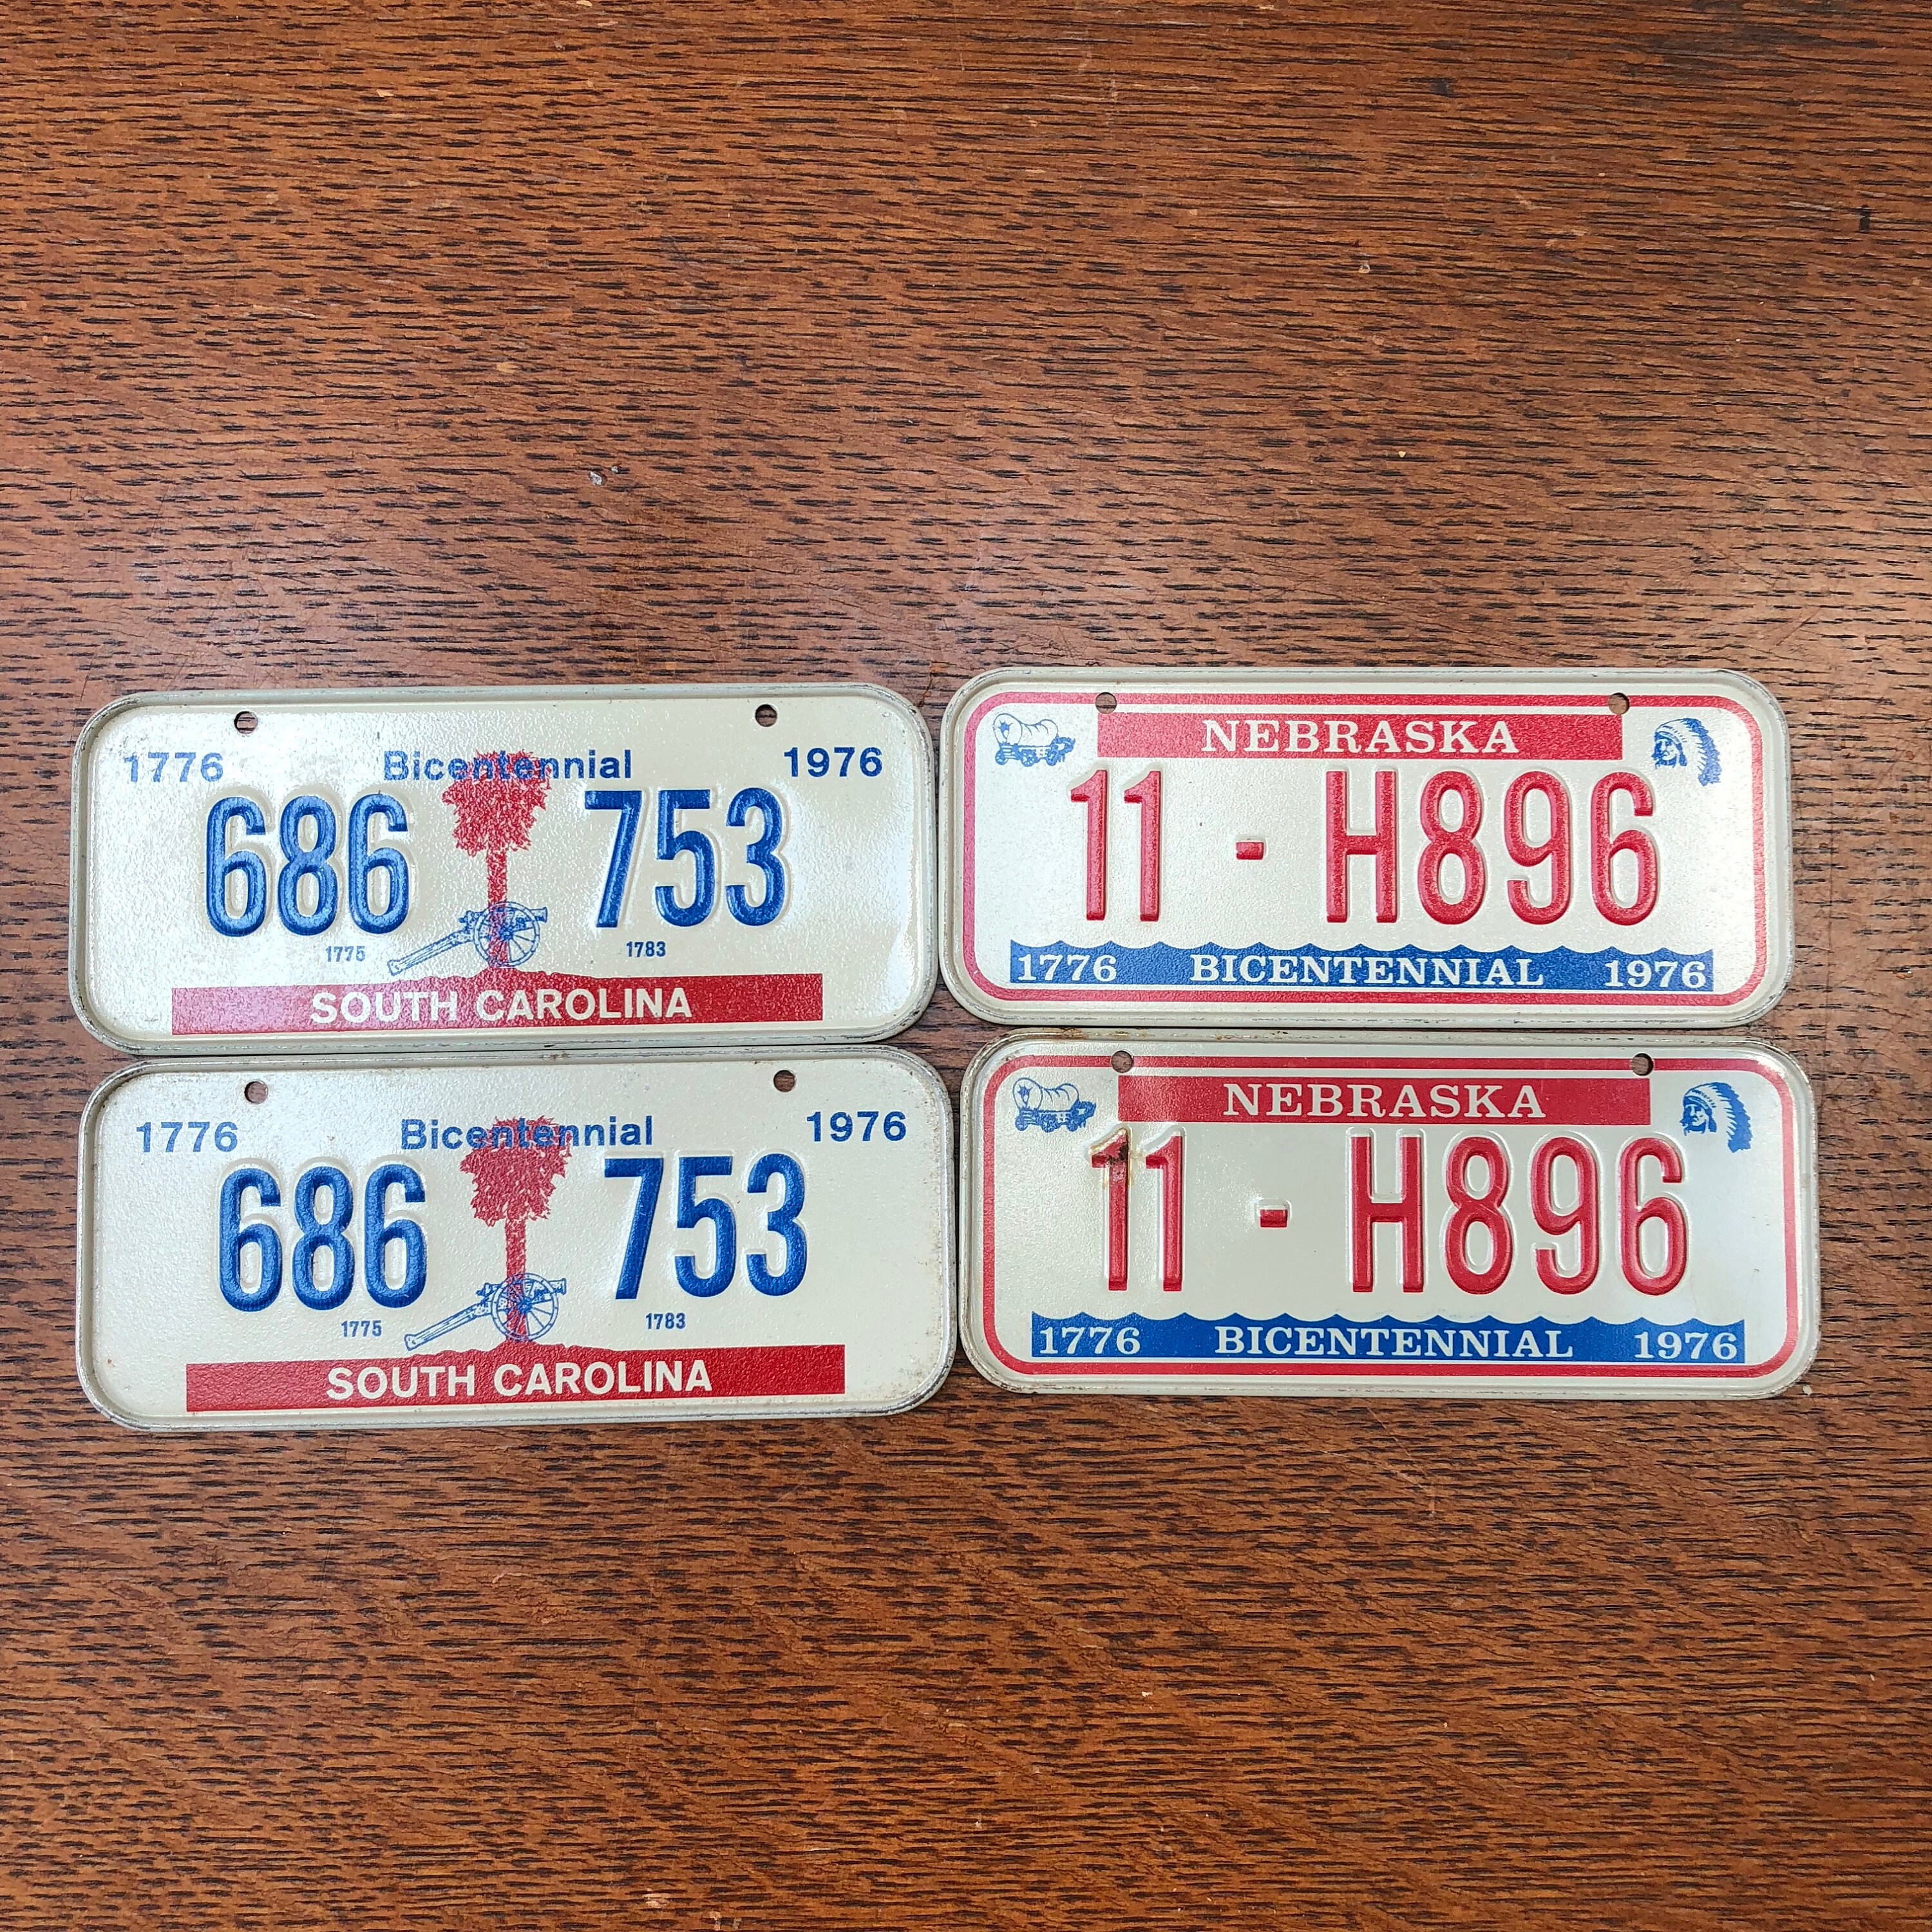 1776 Bicentennial 1976
686 753
1775 1783
SOUTH CAROLINA
NEBRASKA
11 - H896
1776 BICENTENNIAL 1976
1776 Bicentennial 1976
686 753
1775 1783
SOUTH CAROLINA
NEBRASKA
11 - H896
1776 BICENTENNIAL 1976